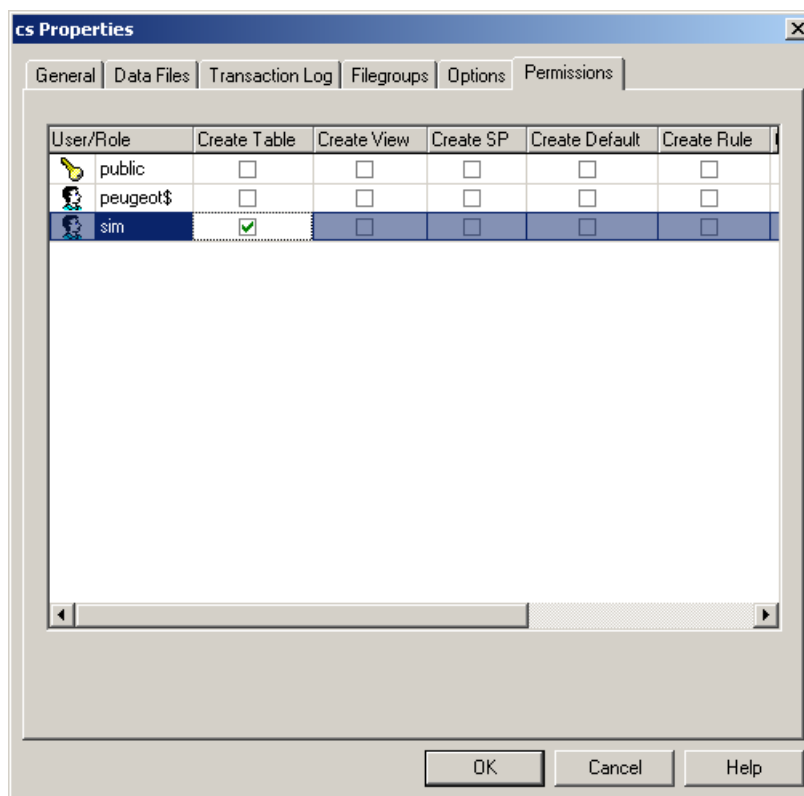 cs Properties
General Data Files Transaction Log Filegroups Options Permissions
User/Role Create Table Create View Create SP Create Default Create Rule
public
peugeot$
sim
OK Cancel Help